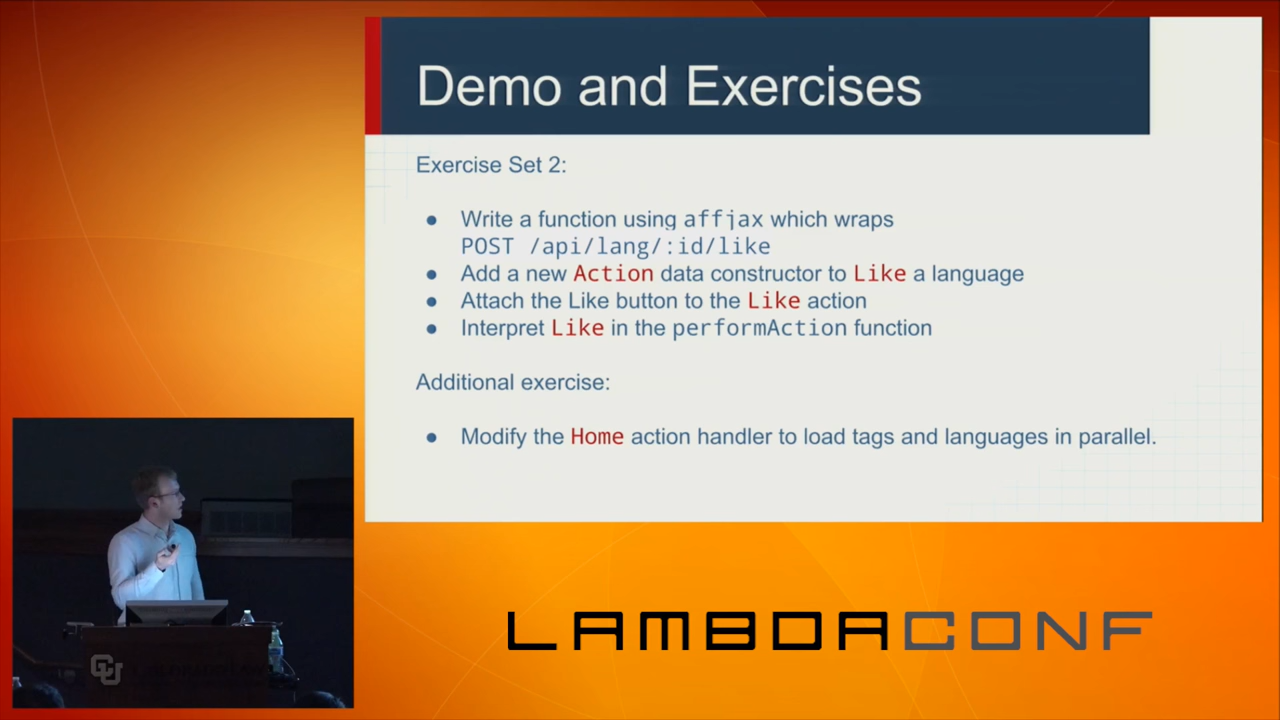 Demo and Exercises
Exercise Set 2:
● Write a function using affjax which wraps
POST /api/lang/:id/like
● Add a new Action data constructor to Like a language
● Attach the Like button to the Like action
● Interpret Like in the performAction function
Additional exercise:
● Modify the Home action handler to load tags and languages in parallel.
LAMBDACONF
CU